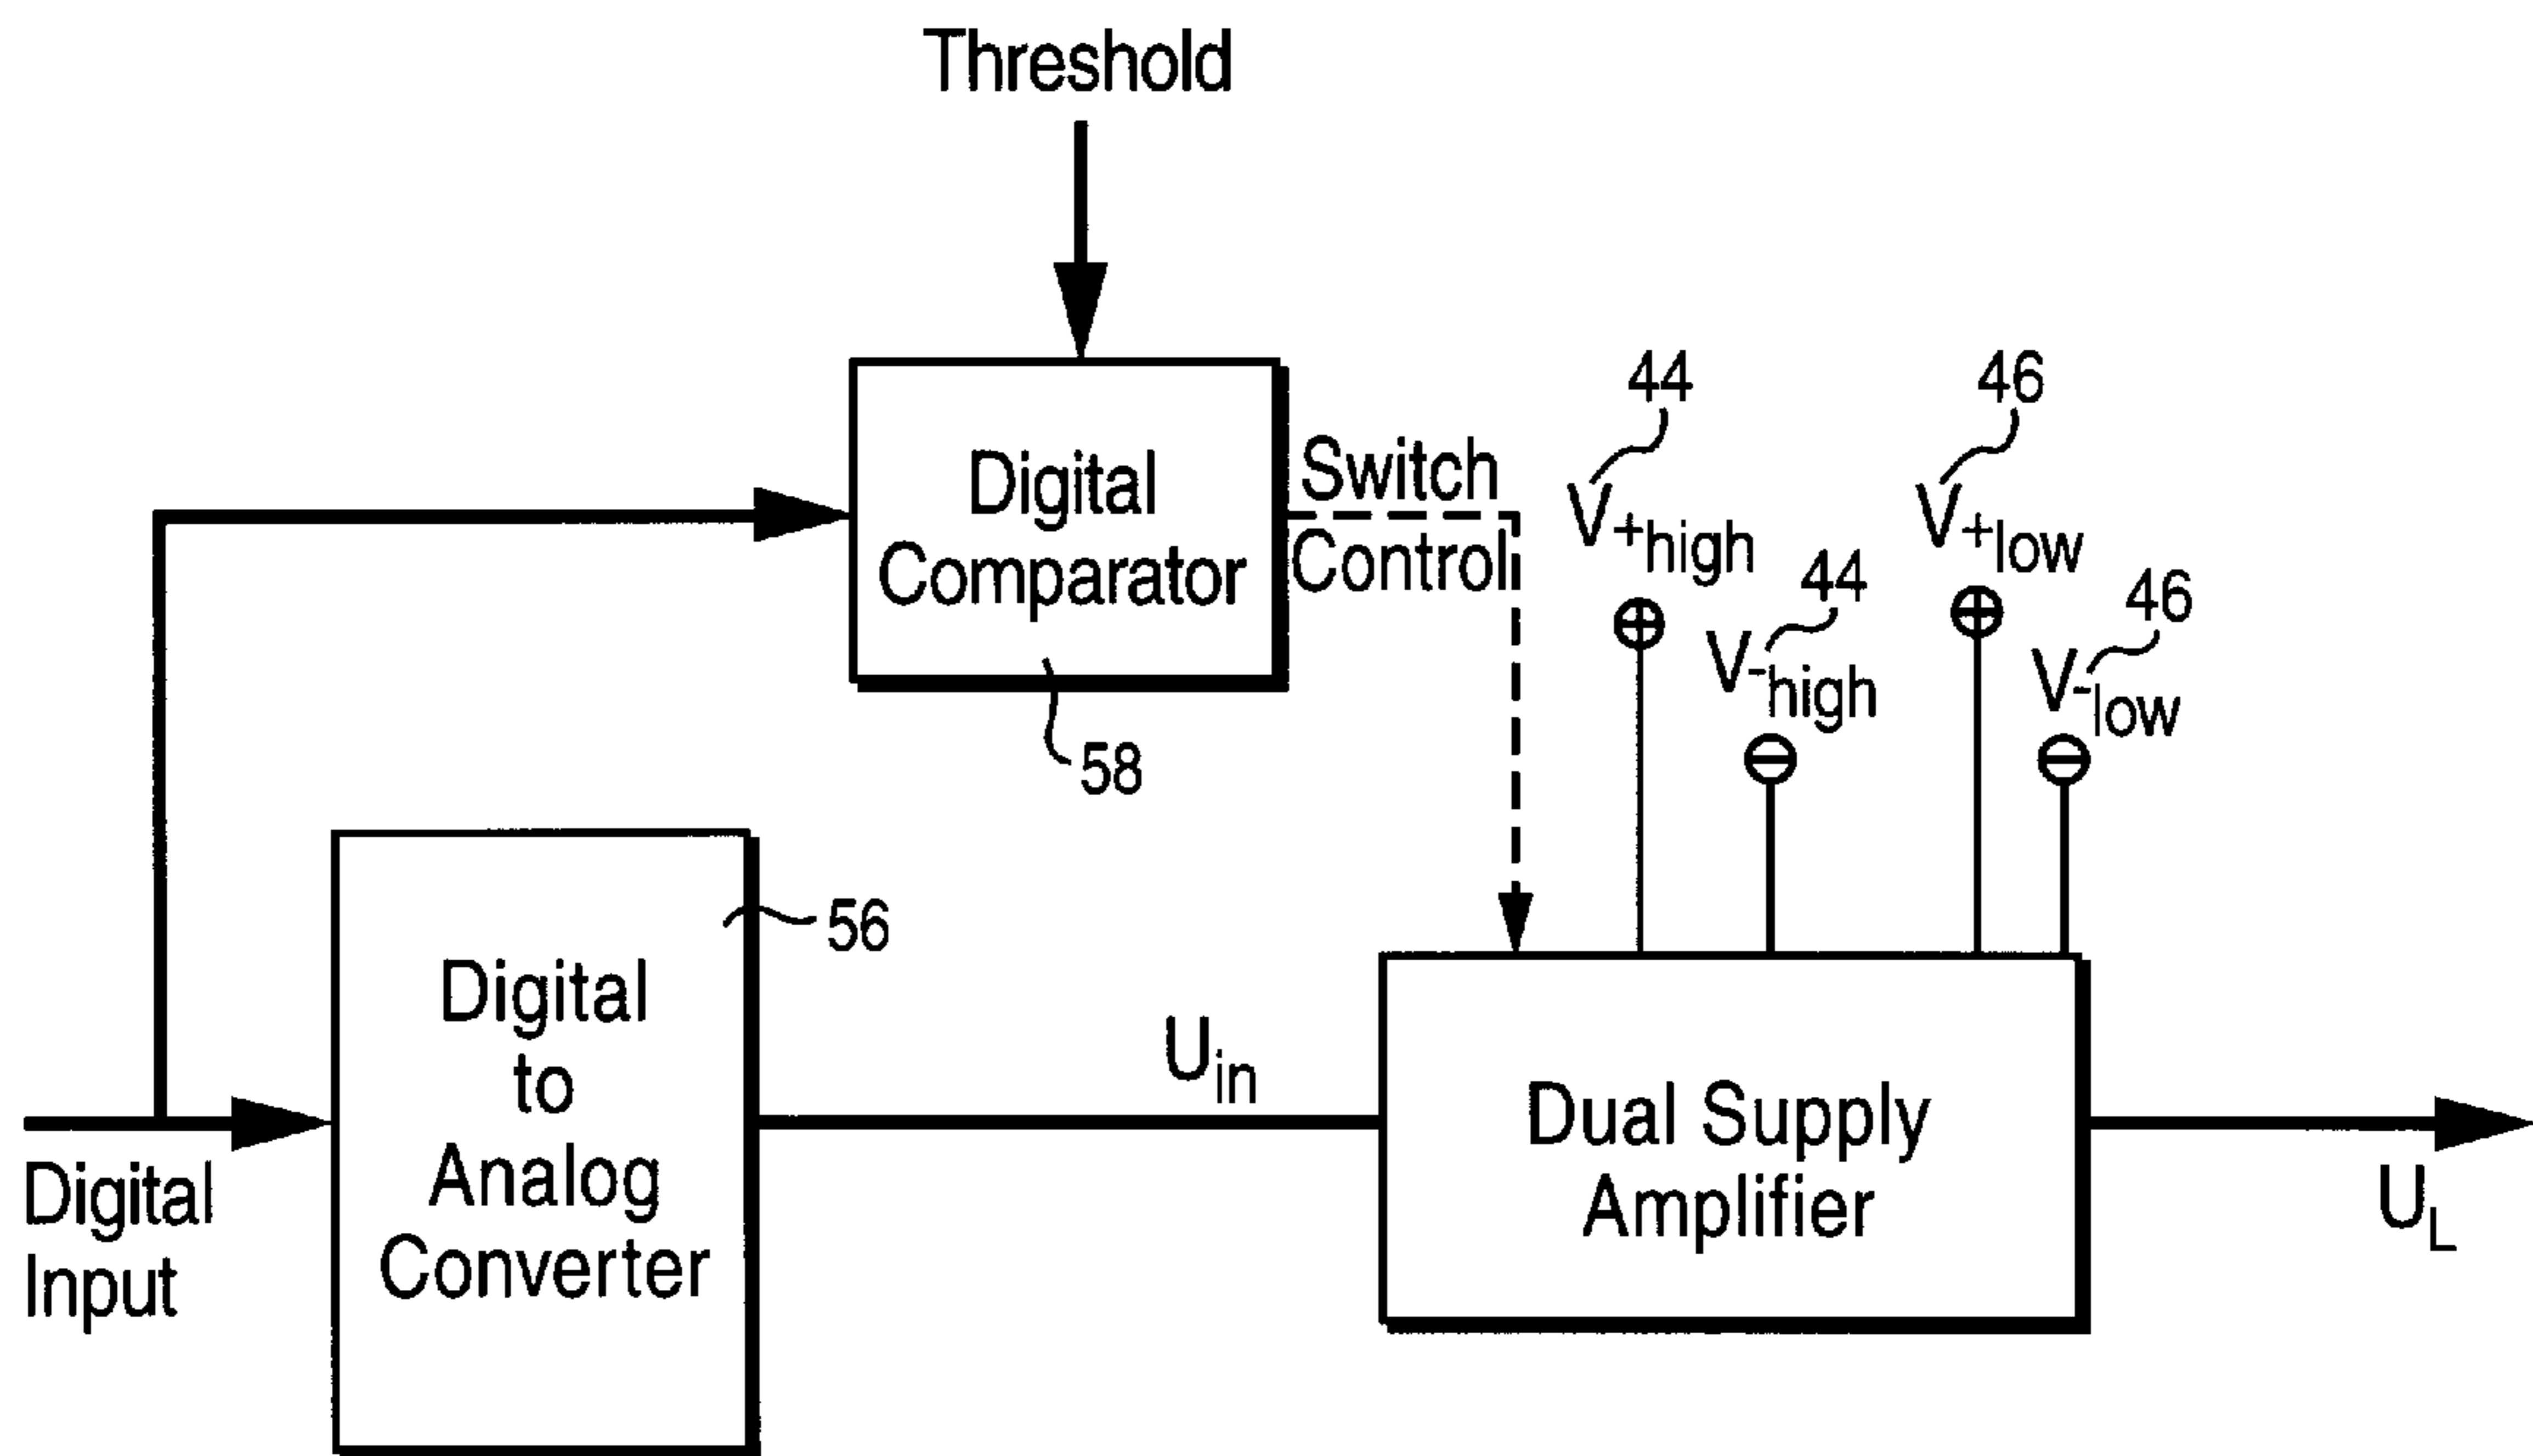 Threshold
Digital
Comparator
58
Switch
Control
44
V+high
44
V-high
46
V+low
46
V-low
Digital
Input
Digital
to
Analog
Converter
56
Uin
Dual Supply
Amplifier
UL